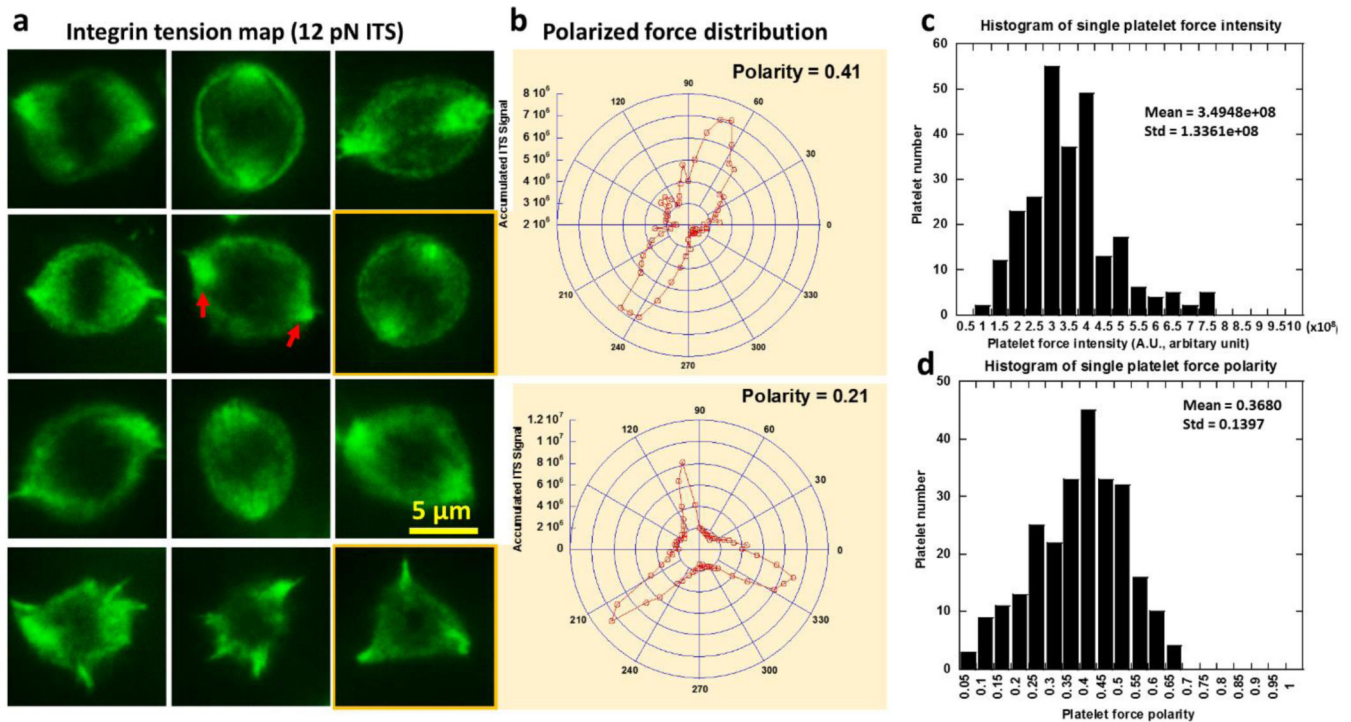 a
Integrin tension map (12 pN ITS)
5 µm
b
Polarized force distribution
Polarity = 0.41
Accumulated ITS Signal
8 10⁶
7 10⁶
6 10⁶
5 10⁶
4 10⁶
3 10⁶
2 10⁶
90
120
60
30
0
210
330
240
300
270
Polarity = 0.21
Accumulated ITS Signal
1.2 10⁷
1 10⁷
8 10⁶
6 10⁶
4 10⁶
2 10⁶
0
90
120
60
30
0
210
330
240
300
270
c
Histogram of single platelet force intensity
Mean = 3.4948e+08
Std = 1.3361e+08
Platelet number
60
50
40
30
20
10
0
0.5 1 1.5 2 2.5 3 3.5 4 4.5 5 5.5 6 6.5 7 7.5 8 8.5 9 9.5 10 (x10⁸)
Platelet force intensity (A.U., arbitary unit)
d
Histogram of single platelet force polarity
Mean = 0.3680
Std = 0.1397
Platelet number
50
40
30
20
10
0
0.05 0.1 0.15 0.2 0.25 0.3 0.35 0.4 0.45 0.5 0.55 0.6 0.65 0.7 0.75 0.8 0.85 0.9 0.95 1
Platelet force polarity